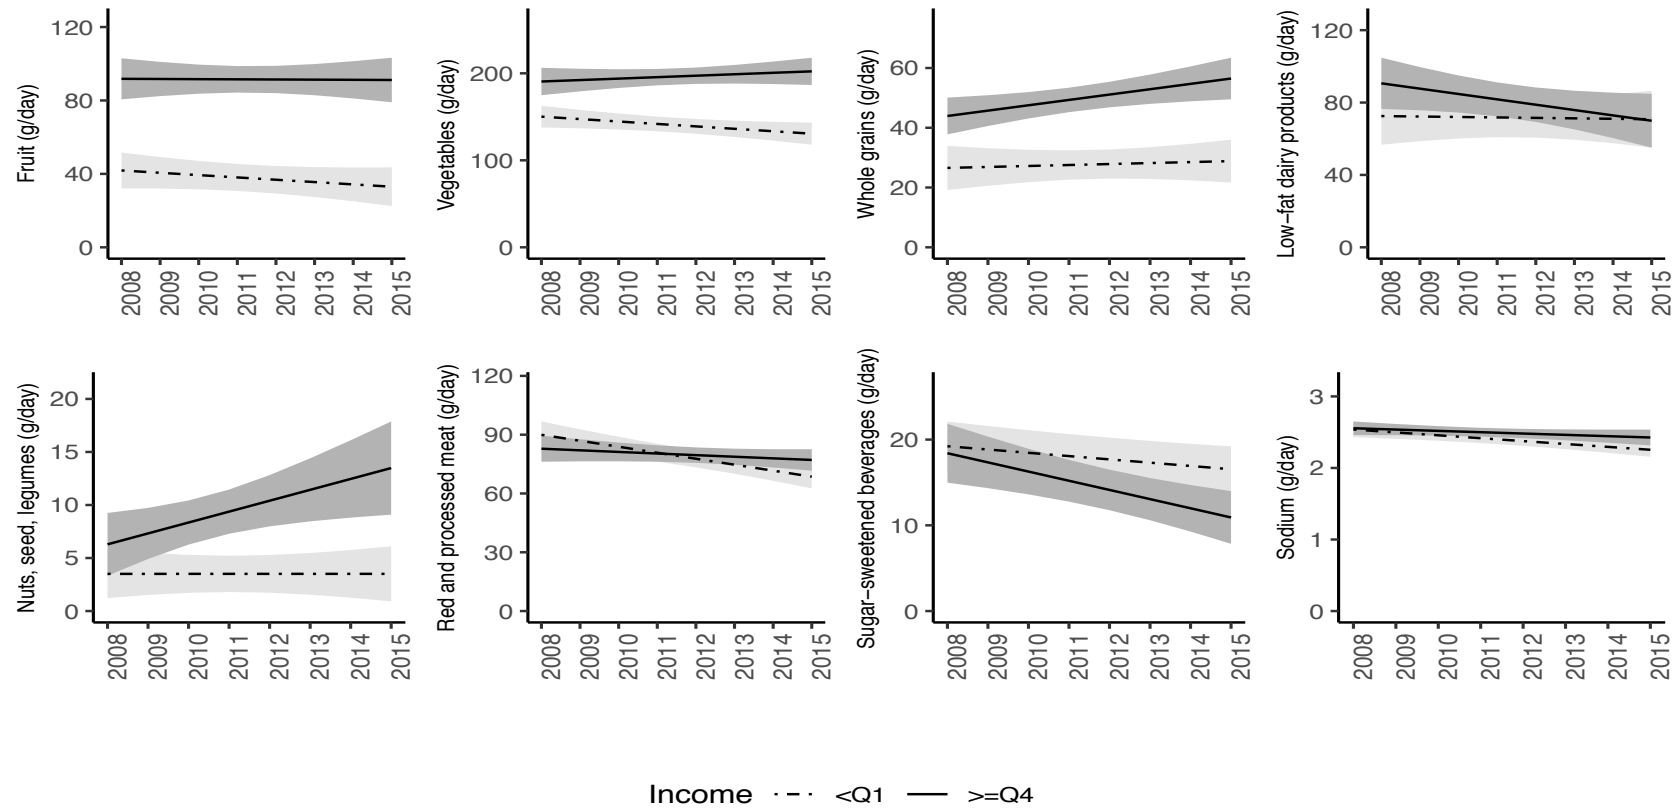 Fruit (g/day)
120
80
40
0
2008 2009 2010 2011 2012 2013 2014 2015
Vegetables (g/day)
200
100
0
2008 2009 2010 2011 2012 2013 2014 2015
Whole grains (g/day)
60
40
20
0
2008 2009 2010 2011 2012 2013 2014 2015
Low−fat dairy products (g/day)
120
80
40
0
2008 2009 2010 2011 2012 2013 2014 2015
Nuts, seed, legumes (g/day)
20
15
10
5
0
2008 2009 2010 2011 2012 2013 2014 2015
Red and processed meat (g/day)
120
90
60
30
0
2008 2009 2010 2011 2012 2013 2014 2015
Sugar−sweetened beverages (g/day)
20
10
0
2008 2009 2010 2011 2012 2013 2014 2015
Sodium (g/day)
3
2
1
0
2008 2009 2010 2011 2012 2013 2014 2015
Income <Q1 >=Q4